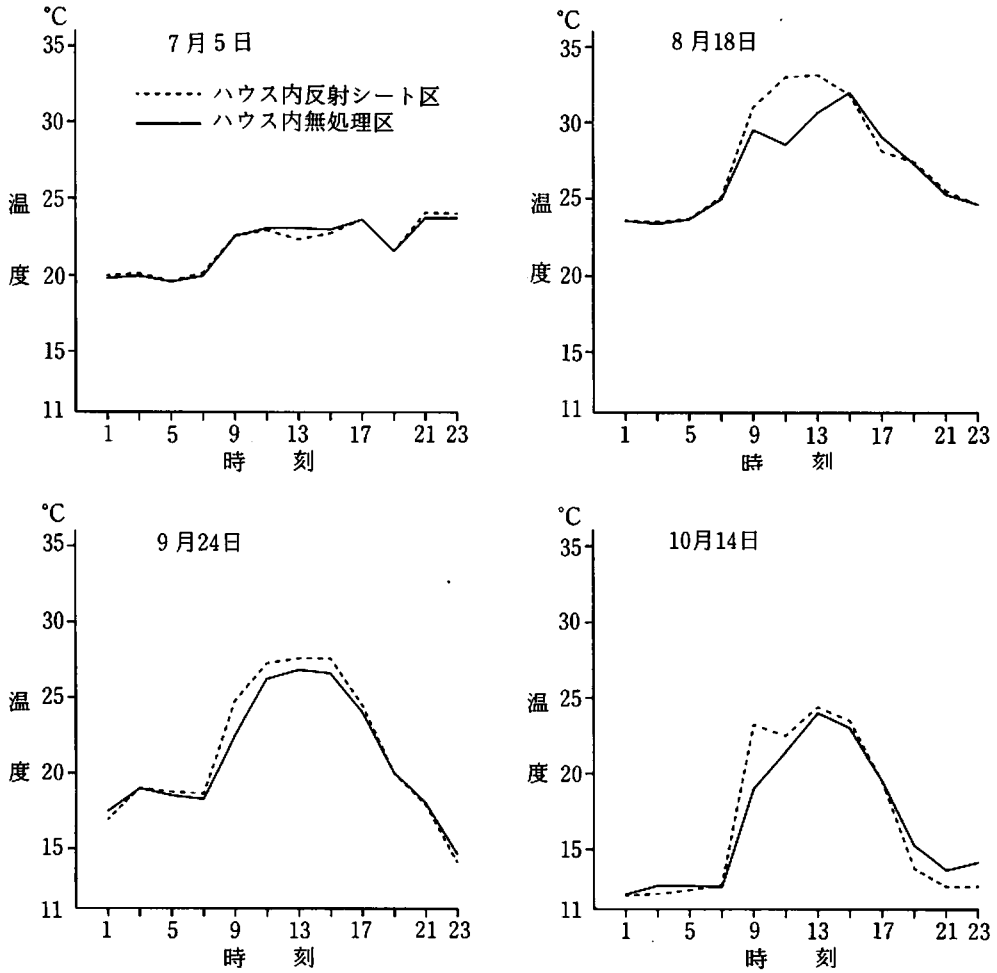 °C
7月5日
35
---- ハウス内反射シート区
—— ハウス内無処理区
30
温 25
度 20
15
11
1 5 9 13 17 21 23
時 刻
°C
8月18日
35
30
温 25
度 20
15
11
1 5 9 13 17 21 23
時 刻
°C
9月24日
35
30
温 25
度 20
15
11
1 5 9 13 17 21 23
時 刻
°C
10月14日
35
30
温 25
度 20
15
11
1 5 9 13 17 21 23
時 刻